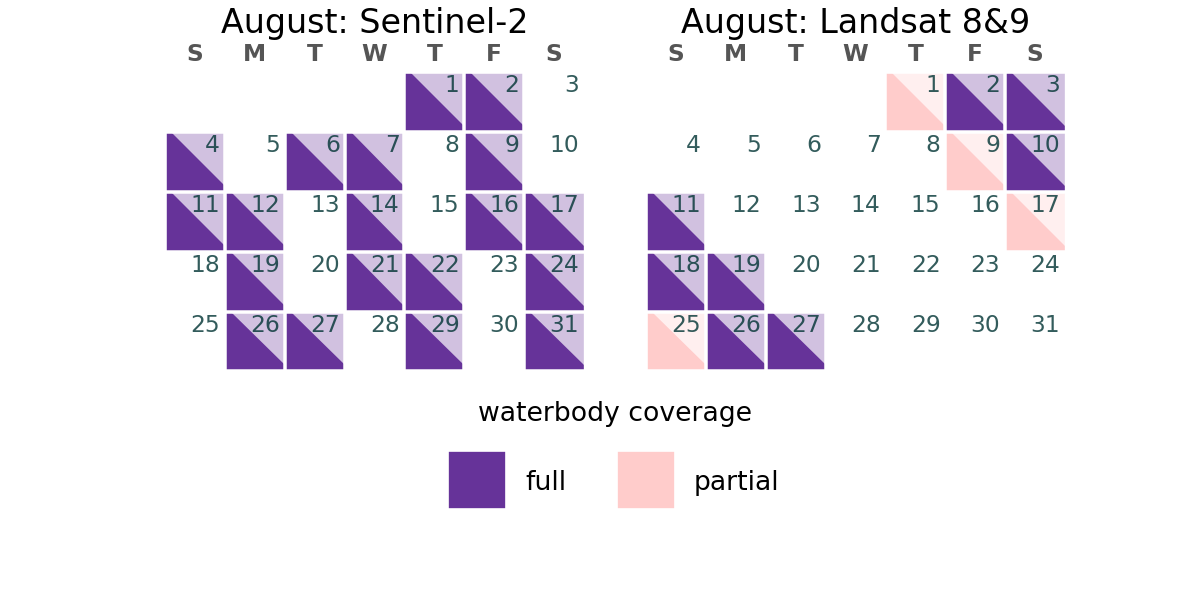 August: Sentinel-2
S M T W T F S
1 2 3
4 5 6 7 8 9 10
11 12 13 14 15 16 17
18 19 20 21 22 23 24
25 26 27 28 29 30 31
August: Landsat 8&9
S M T W T F S
1 2 3
4 5 6 7 8 9 10
11 12 13 14 15 16 17
18 19 20 21 22 23 24
25 26 27 28 29 30 31
waterbody coverage
full partial